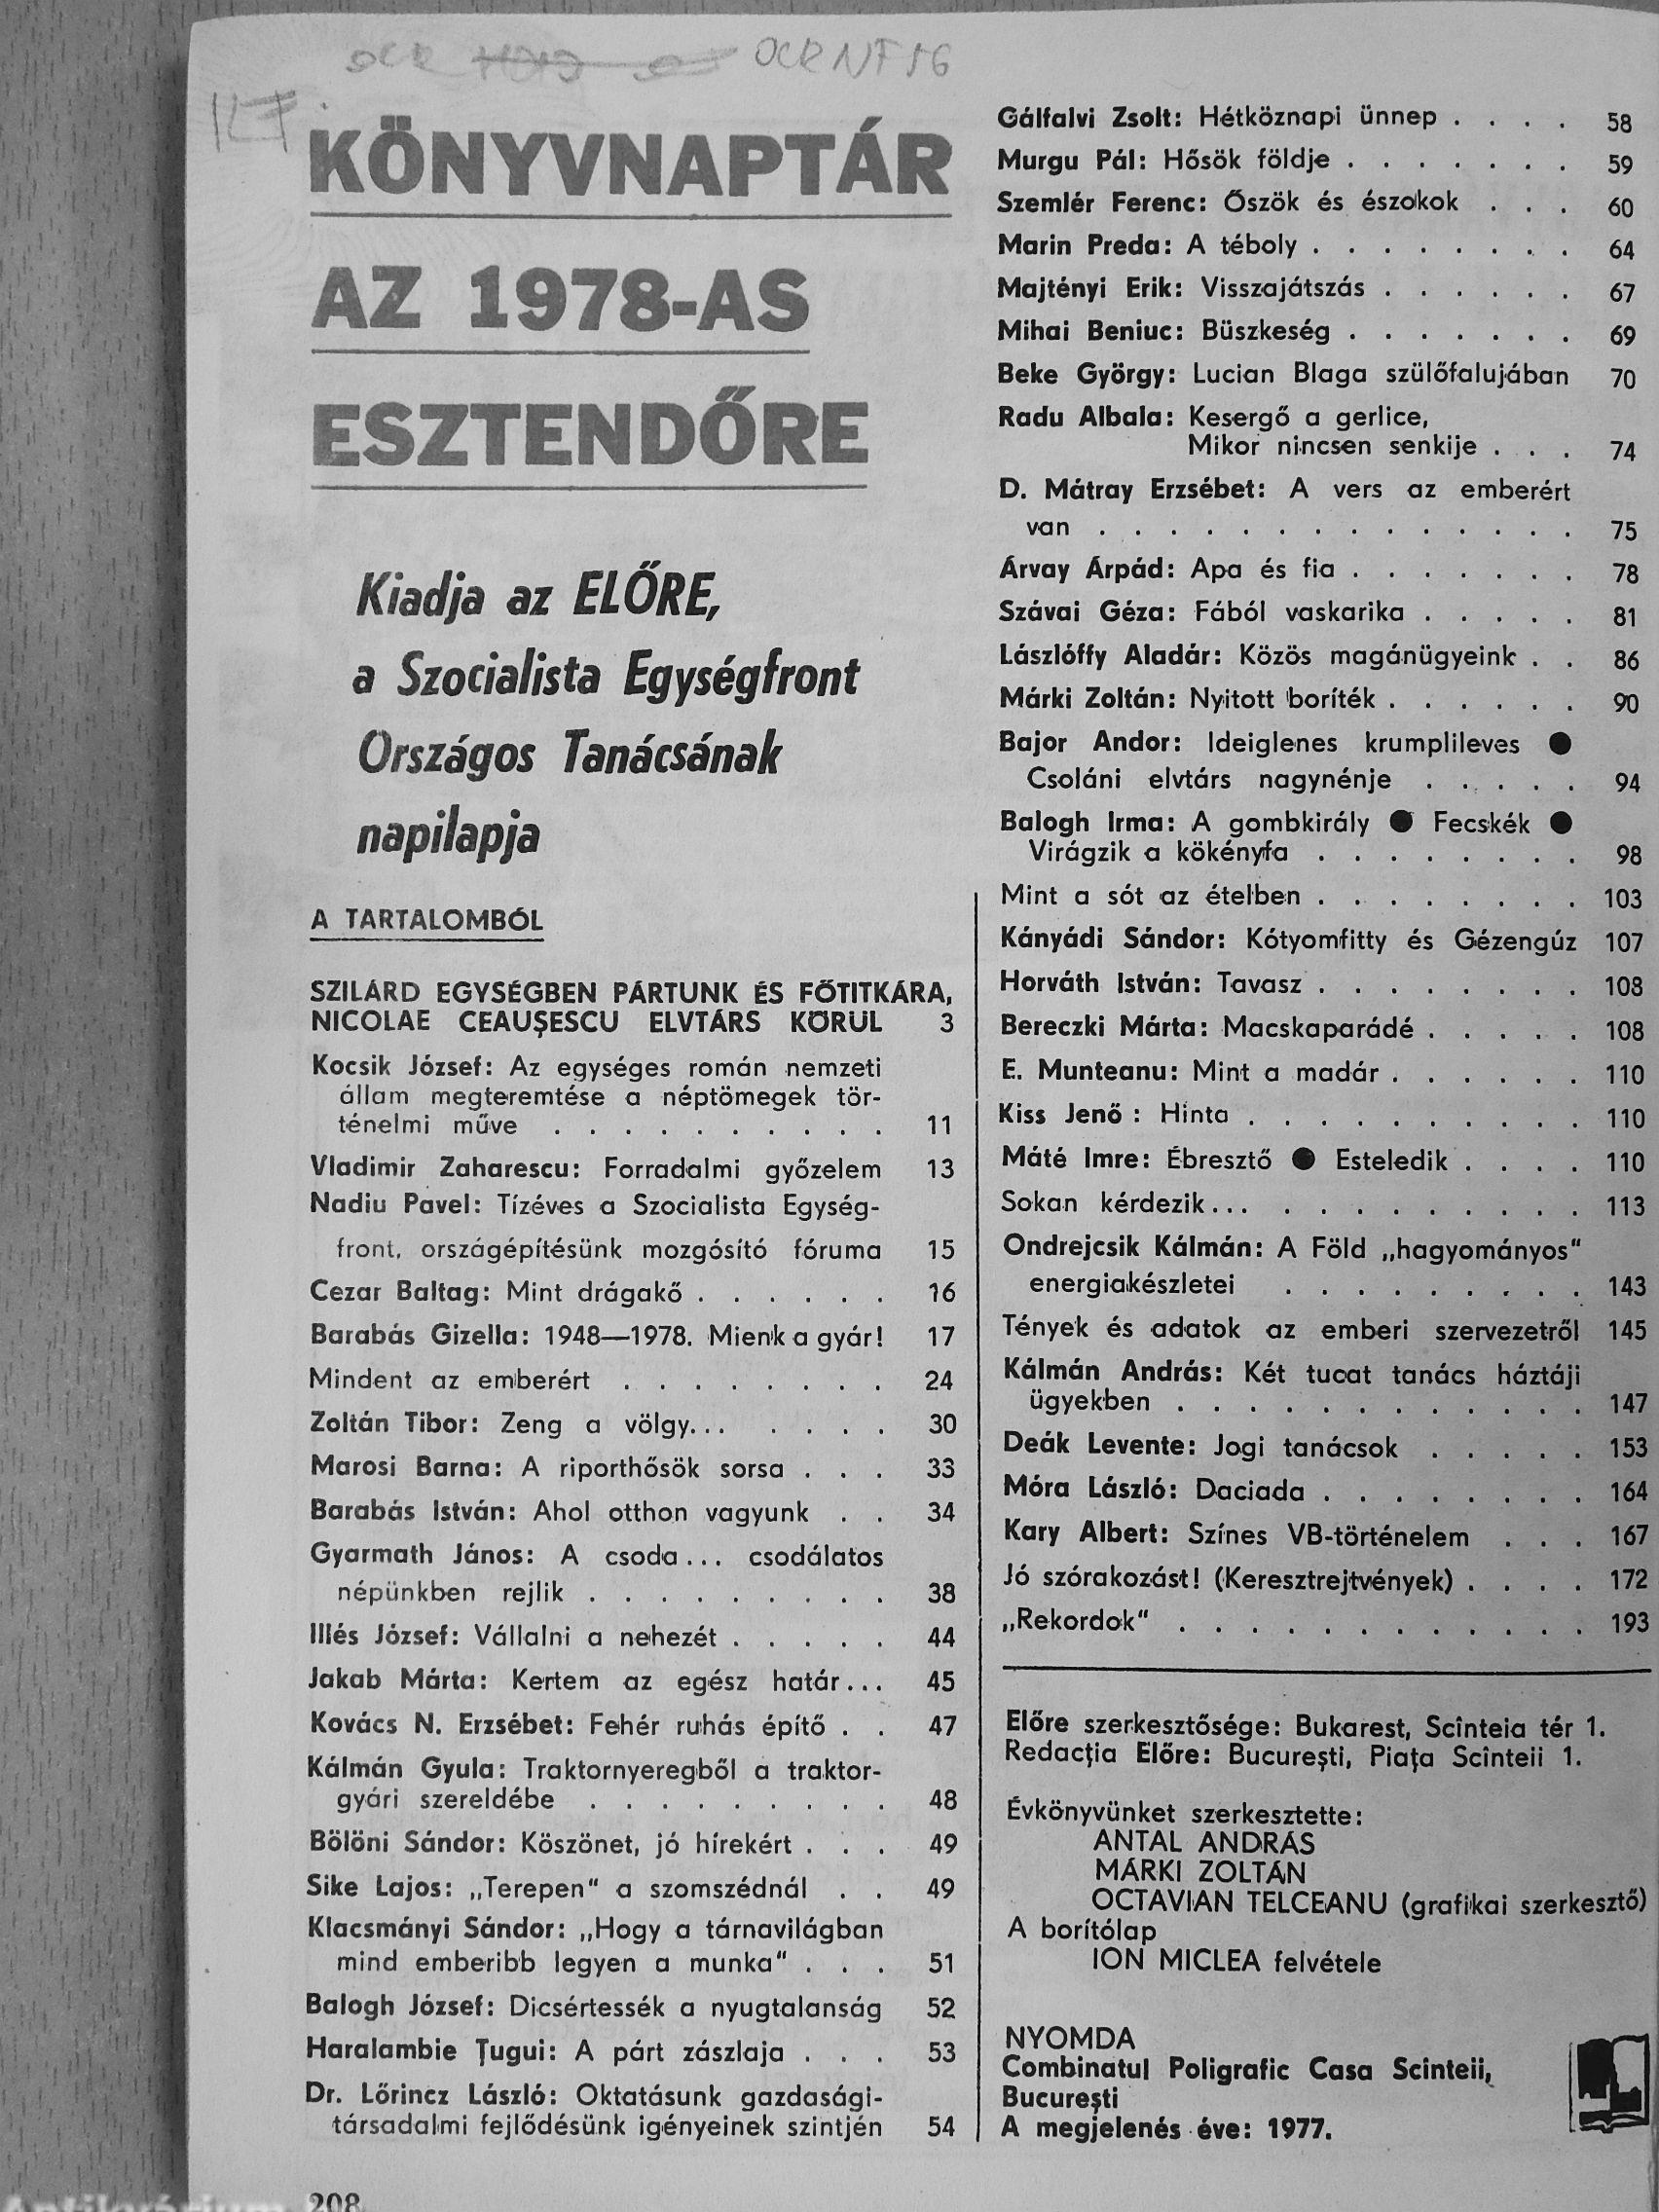 OCR NF 56
KÖNYVNAPTÁR
AZ 1978-AS
ESZTENDŐRE
Kiadja az ELŐRE,
a Szocialista Egységfront
Országos Tanácsának
napilapja
A TARTALOMBÓL
SZILÁRD EGYSÉGBEN PÁRTUNK ÉS FŐTITKÁRA,
NICOLAE CEAUȘESCU ELVTÁRS KÖRÜL 3
Kocsik József: Az egységes román nemzeti
állam megteremtése a néptömegek tör-
ténelmi műve . . . . . . . . . . 11
Vladimir Zaharescu: Forradalmi győzelem 13
Nadiu Pavel: Tízéves a Szocialista Egység-
front, országépítésünk mozgósító fóruma 15
Cezar Baltag: Mint drágakő . . . . . . 16
Barabás Gizella: 1948—1978. Mienk a gyár! 17
Mindent az emberért . . . . . . . . 24
Zoltán Tibor: Zeng a völgy... . . . . 30
Marosi Barna: A riporthősök sorsa . . . 33
Barabás István: Ahol otthon vagyunk . . 34
Gyarmath János: A csoda... csodálatos
népünkben rejlik . . . . . . . . . 38
Illés József: Vállalni a nehezét . . . . . 44
Jakab Márta: Kertem az egész határ... 45
Kovács N. Erzsébet: Fehér ruhás építő . . 47
Kálmán Gyula: Traktornyeregből a traktor-
gyári szereldébe . . . . . . . . . 48
Bölöni Sándor: Köszönet, jó hírekért . . . 49
Sike Lajos: „Terepen" a szomszédnál . . 49
Klacsmányi Sándor: „Hogy a tárnavilágban
mind emberibb legyen a munka" . . . 51
Balogh József: Dicsértessék a nyugtalanság 52
Haralambie Țugui: A párt zászlaja . . . 53
Dr. Lőrincz László: Oktatásunk gazdasági-
társadalmi fejlődésünk igényeinek szintjén 54
208
Gálfalvi Zsolt: Hétköznapi ünnep . . . . 58
Murgu Pál: Hősök földje . . . . . . . 59
Szemlér Ferenc: Őszök és észokok . . . 60
Marin Preda: A téboly . . . . . . . . 64
Majtényi Erik: Visszajátszás . . . . . . 67
Mihai Beniuc: Büszkeség . . . . . . . 69
Beke György: Lucian Blaga szülőfalujában 70
Radu Albala: Kesergő a gerlice,
Mikor nincsen senkije . . . 74
D. Mátray Erzsébet: A vers az emberért
van . . . . . . . . . . . . . . 75
Árvay Árpád: Apa és fia . . . . . . . 78
Szávai Géza: Fából vaskarika . . . . . 81
Lászlóffy Aladár: Közös magánügyeink . . 86
Márki Zoltán: Nyitott boríték . . . . . . 90
Bajor Andor: Ideiglenes krumplileves ●
Csoláni elvtárs nagynénje . . . . . 94
Balogh Irma: A gombkirály ● Fecskék ●
Virágzik a kökényfa . . . . . . . . 98
Mint a sót az ételben . . . . . . . . 103
Kányádi Sándor: Kótyomfitty és Gézengúz 107
Horváth István: Tavasz . . . . . . . . 108
Bereczki Márta: Macskaparádé . . . . . 108
E. Munteanu: Mint a madár . . . . . . 110
Kiss Jenő : Hinta . . . . . . . . . . 110
Máté Imre: Ébresztő ● Esteledik . . . . 110
Sokan kérdezik... . . . . . . . . . 113
Ondrejcsik Kálmán: A Föld „hagyományos"
energiakészletei . . . . . . . . . 143
Tények és adatok az emberi szervezetről 145
Kálmán András: Két tucat tanács háztáji
ügyekben . . . . . . . . . . . . 147
Deák Levente: Jogi tanácsok . . . . . 153
Móra László: Daciada . . . . . . . . 164
Kary Albert: Színes VB-történelem . . . 167
Jó szórakozást! (Keresztrejtvények) . . . . 172
„Rekordok" . . . . . . . . . . . . 193
Előre szerkesztősége: Bukarest, Scînteia tér 1.
Redacția Előre: București, Piața Scînteii 1.
Évkönyvünket szerkesztette:
ANTAL ANDRÁS
MÁRKI ZOLTÁN
OCTAVIAN TELCEANU (grafikai szerkesztő)
A borítólap
ION MICLEA felvétele
NYOMDA
Combinatul Poligrafic Casa Scînteii,
București
A megjelenés éve: 1977.